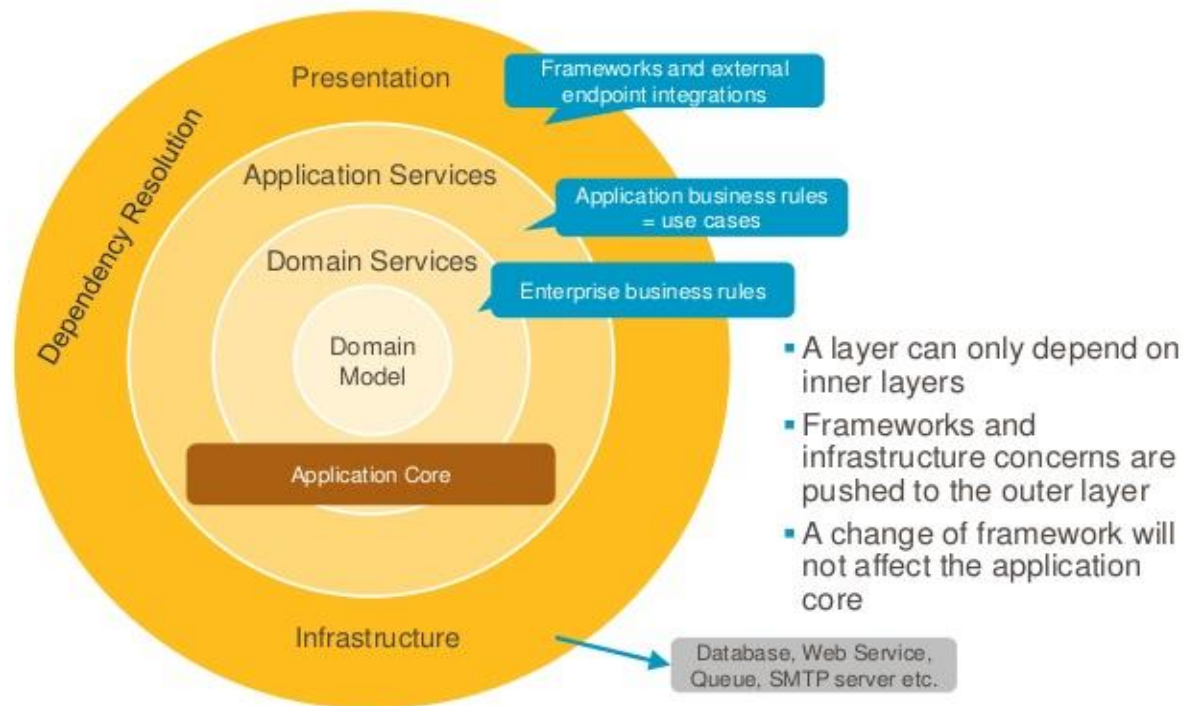 Presentation
Frameworks and external
endpoint integrations
Dependency Resolution
Application Services
Application business rules
= use cases
Domain Services
Enterprise business rules
Domain
Model
Application Core
Infrastructure
▪ A layer can only depend on
inner layers
▪ Frameworks and
infrastructure concerns are
pushed to the outer layer
▪ A change of framework will
not affect the application
core
Database, Web Service,
Queue, SMTP server etc.